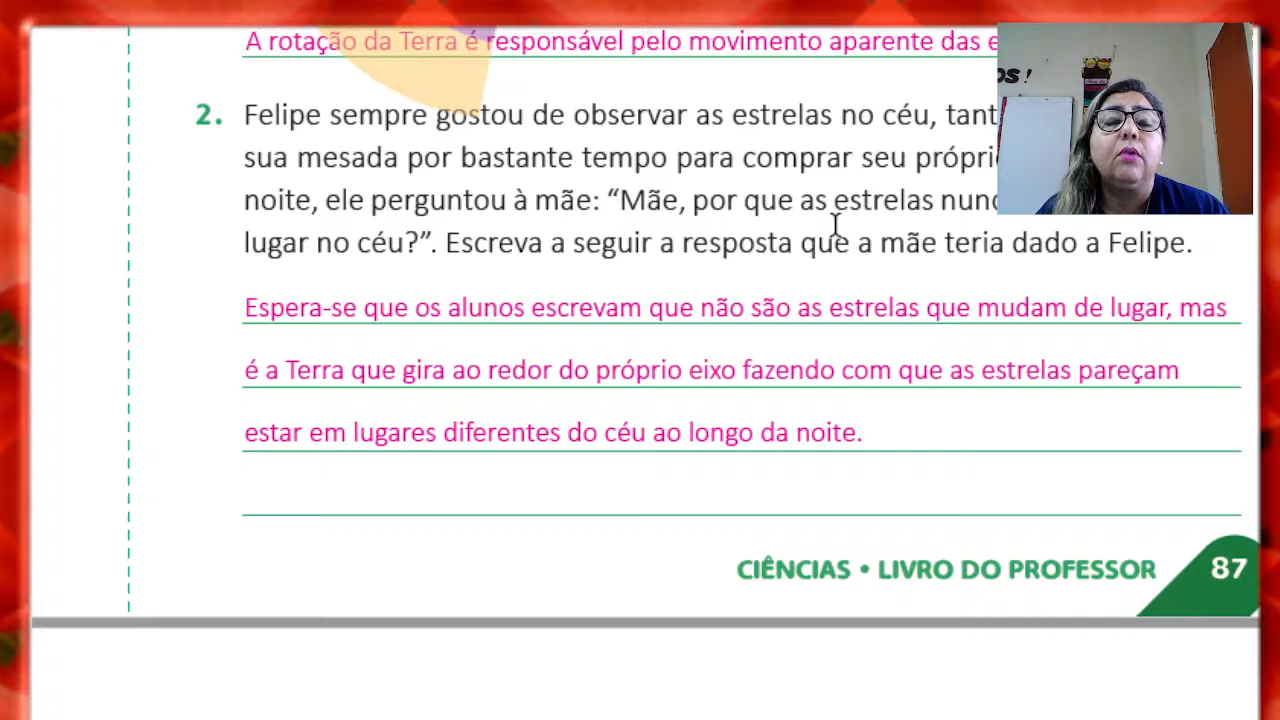 A rotação da Terra é responsável pelo movimento aparente das
OS!
2. Felipe sempre gostou de observar as estrelas no céu,
sua mesada por bastante tempo para comprar seu
noite, ele perguntou à mãe: “Mãe, por que as estrelas
lugar no céu?”. Escreva a seguir a resposta que a mãe teria dado a Felipe.
Espera-se que os alunos escrevam que não são as estrelas que mudam de lugar, mas
é a Terra que gira ao redor do próprio eixo fazendo com que as estrelas pareçam
estar em lugares diferentes do céu ao longo da noite.
CIÊNCIAS • LIVRO DO PROFESSOR 87